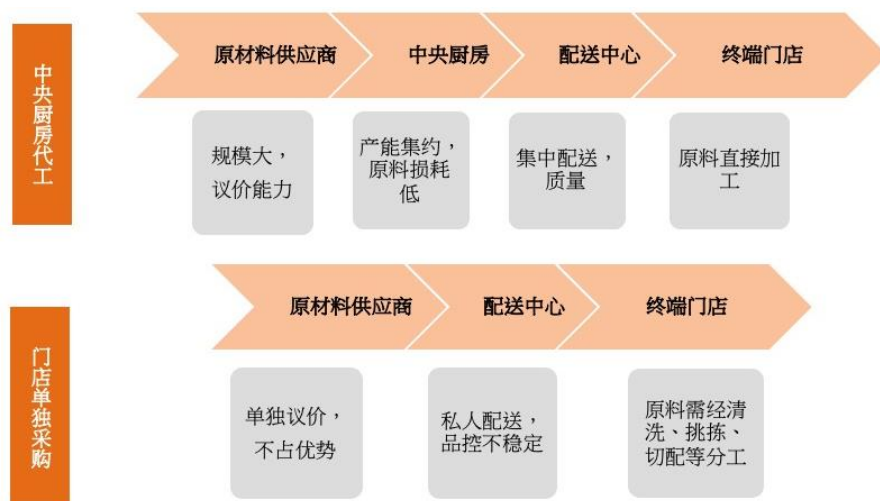 中央厨房代工
原材料供应商
中央厨房
配送中心
终端门店
规模大，
议价能力
产能集约，
原料损耗
低
集中配送，
质量
原料直接加
工
门店单独采购
原材料供应商
配送中心
终端门店
单独议价，
不占优势
私人配送，
品控不稳定
原料需经清
洗、挑拣、
切配等分工